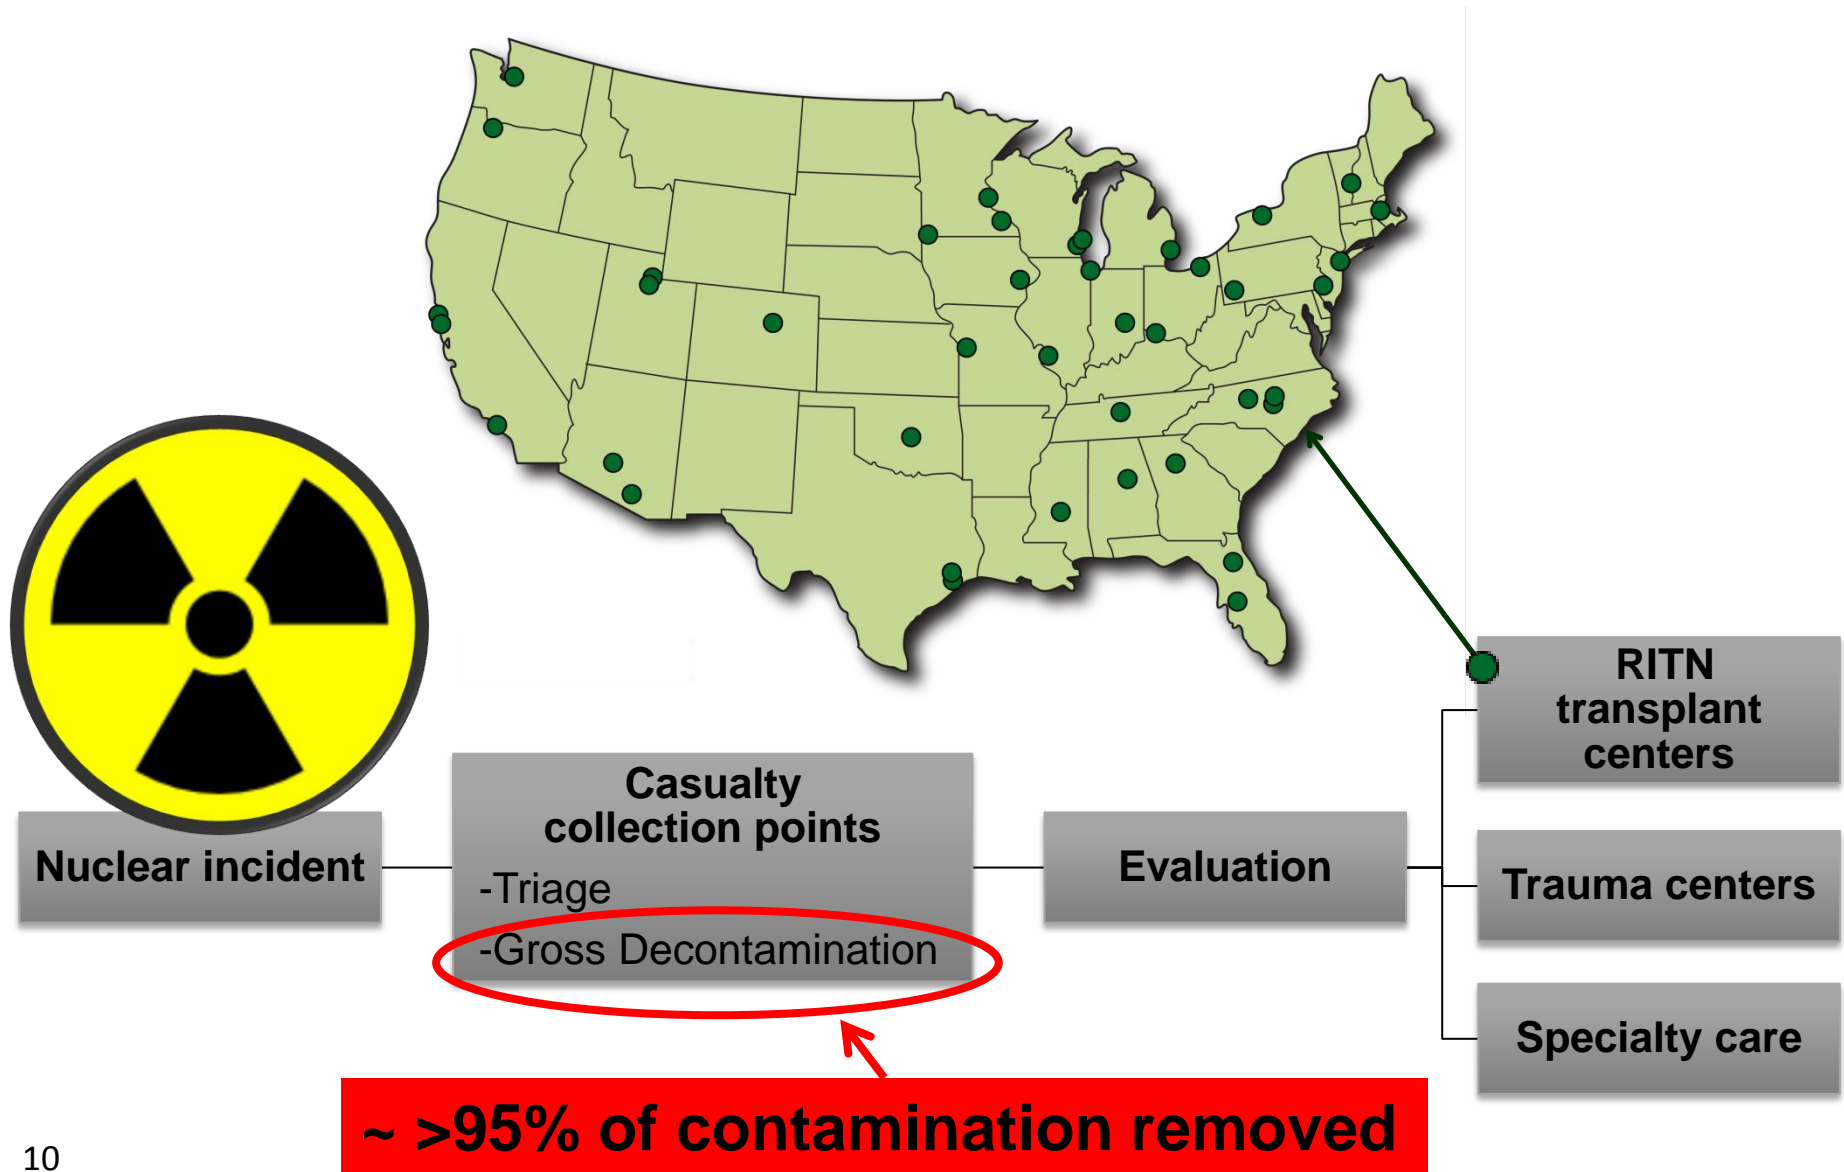 RITN
transplant
centers
Casualty
collection points
-Triage
-Gross Decontamination
Nuclear incident
Evaluation
Trauma centers
Specialty care
~ >95% of contamination removed
10